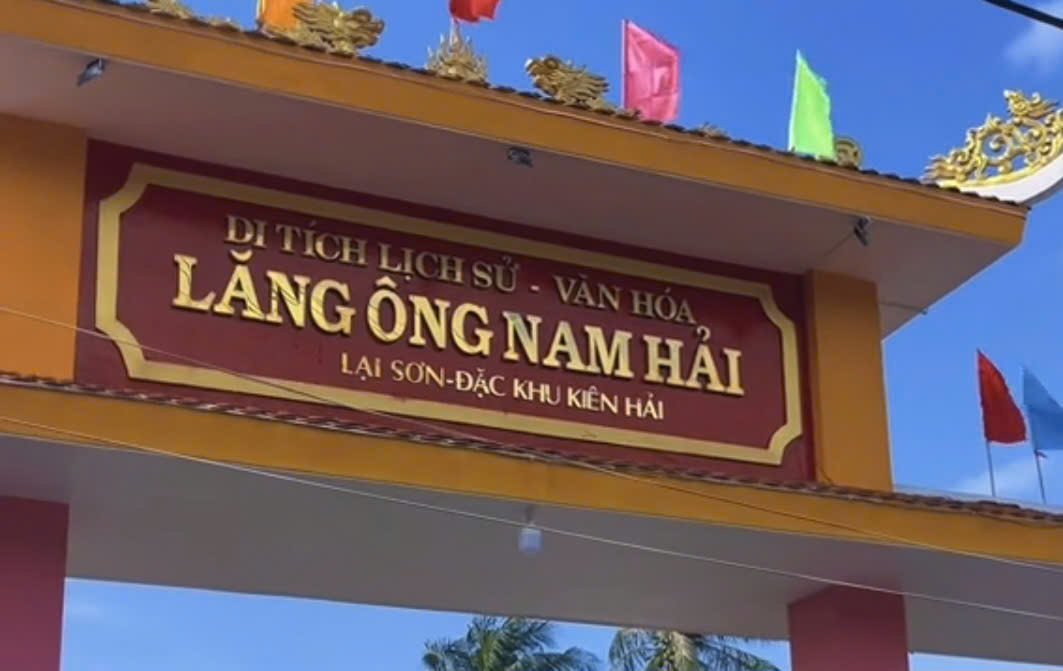 DI TÍCH LỊCH SỬ - VĂN HÓA
LĂNG ÔNG NAM HẢI
LẠI SƠN-ĐẶC KHU KIÊN HẢI